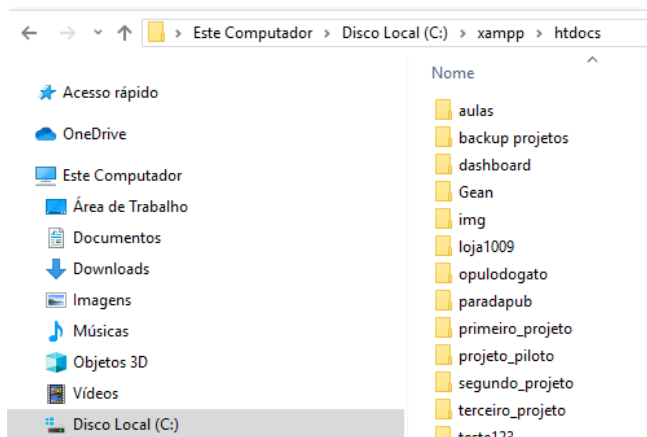 Este Computador > Disco Local (C:) > xampp > htdocs
Acesso rápido
OneDrive
Este Computador
Área de Trabalho
Documentos
Downloads
Imagens
Músicas
Objetos 3D
Vídeos
Disco Local (C:)
Nome
aulas
backup projetos
dashboard
Gean
img
loja1009
opulodogato
paradapub
primeiro_projeto
projeto_piloto
segundo_projeto
terceiro_projeto